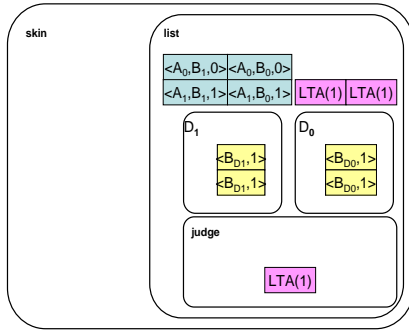 skin list
<A0,B1,0> <A0,B0,0>
<A1,B1,1> <A1,B0,1> LTA(1) LTA(1)
D1 D0
<BD1,1> <BD0,1>
<BD1,1> <BD0,1>
judge
LTA(1)